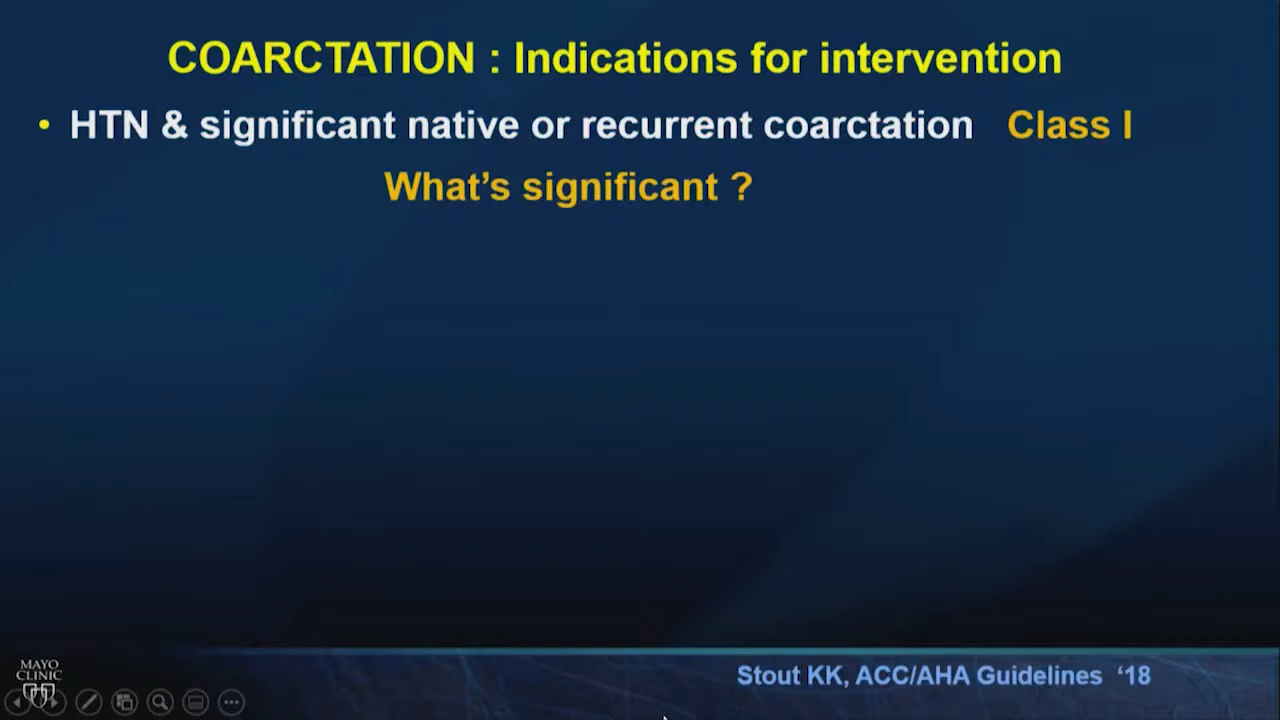 COARCTATION : Indications for intervention
• HTN & significant native or recurrent coarctation Class I
What's significant ?
MAYO
CLINIC
Stout KK, ACC/AHA Guidelines ‘18